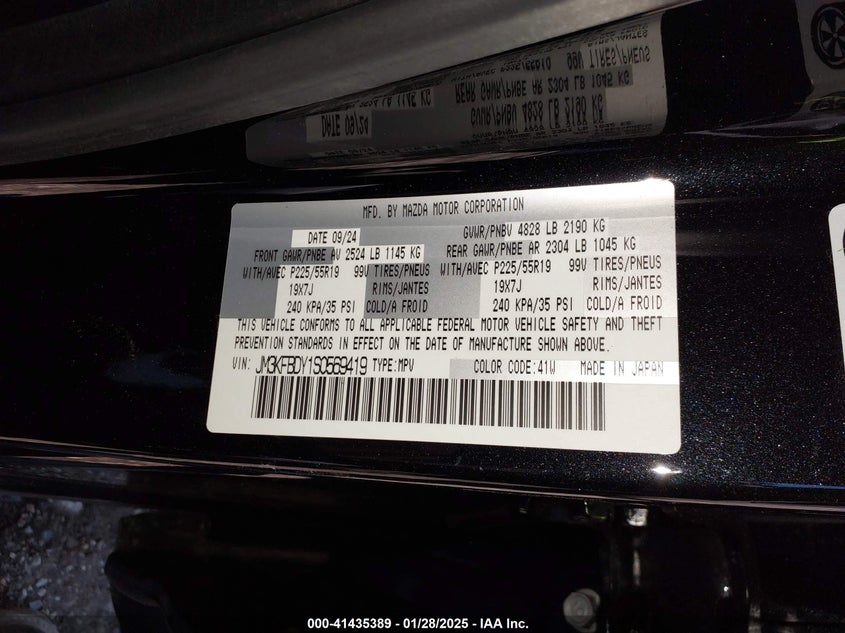 MFD. BY MAZDA MOTOR CORPORATION
DATE 09/24 GVWR/PNBV 4828 LB 2190 KG
FRONT GAWR/PNBE AV 2524 LB 1145 KG REAR GAWR/PNBE AR 2304 LB 1045 KG
WITH/AVEC P225/55R19 99V TIRES/PNEUS WITH/AVEC P225/55R19 99V TIRES/PNEUS
19X7J RIMS/JANTES 19X7J RIMS/JANTES
240 KPA/35 PSI COLD/A FROID 240 KPA/35 PSI COLD/A FROID
THIS VEHICLE CONFORMS TO ALL APPLICABLE FEDERAL MOTOR VEHICLE SAFETY AND THEFT
PREVENTION STANDARDS IN EFFECT ON THE DATE OF MANUFACTURE SHOWN ABOVE.
VIN: JM3KFBDY1S0569419 TYPE:MPV COLOR CODE:41W MADE IN JAPAN
000-41435389 - 01/28/2025 - IAA Inc.